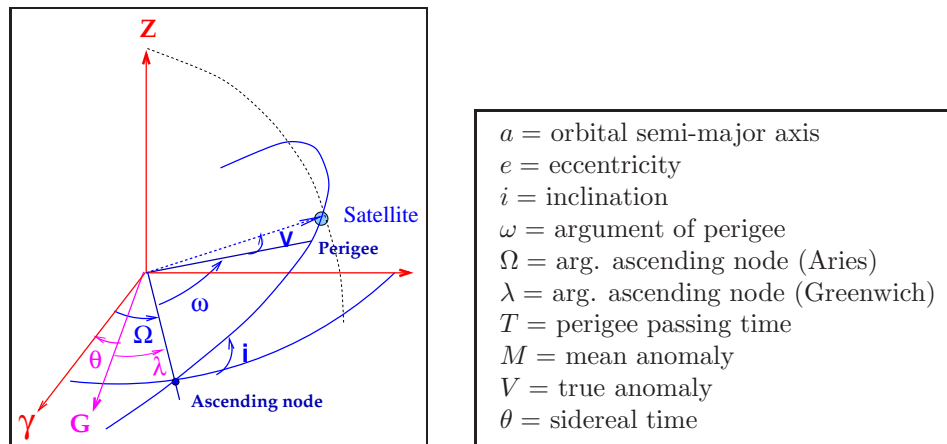 Z
Satellite
V
Perigee
ω
Ω
θ
λ
i
Ascending node
γ
G
a = orbital semi-major axis
e = eccentricity
i = inclination
ω = argument of perigee
Ω = arg. ascending node (Aries)
λ = arg. ascending node (Greenwich)
T = perigee passing time
M = mean anomaly
V = true anomaly
θ = sidereal time